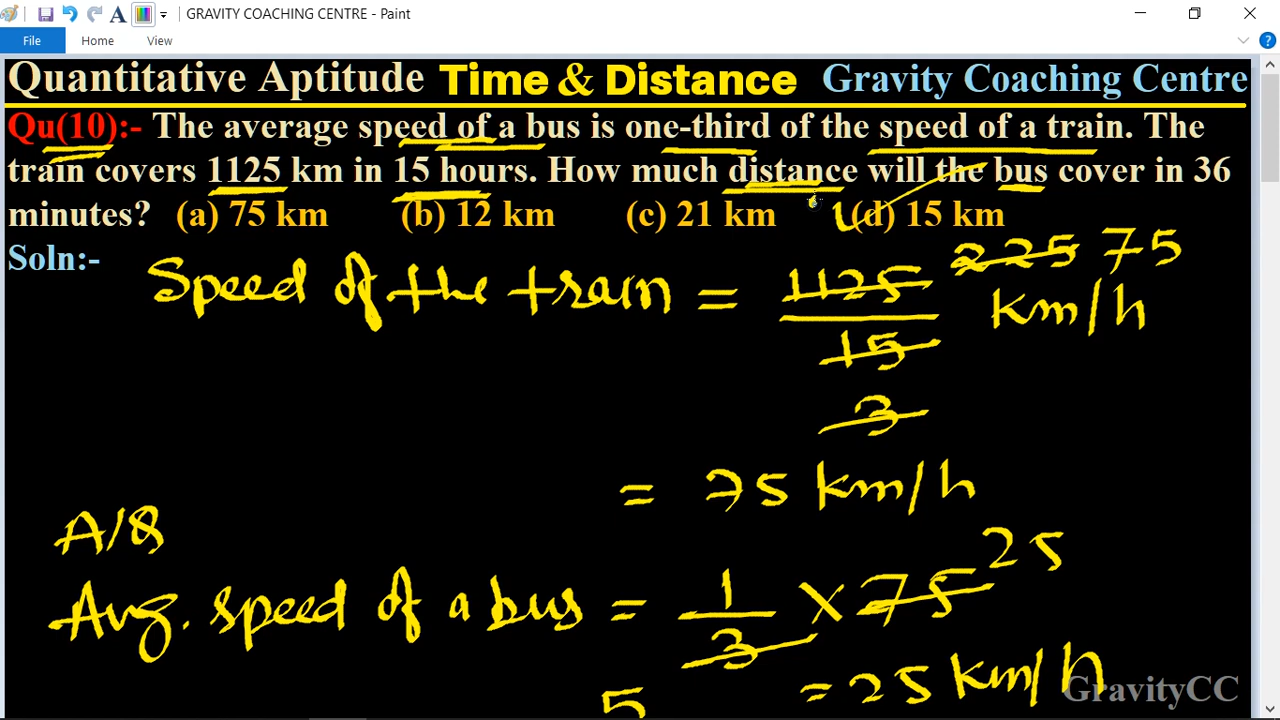 GRAVITY COACHING CENTRE - Paint
File Home View
Quantitative Aptitude Time & Distance Gravity Coaching Centre
Qu(10):- The average speed of a bus is one-third of the speed of a train. The
train covers 1125 km in 15 hours. How much distance will the bus cover in 36
minutes? (a) 75 km (b) 12 km (c) 21 km (d) 15 km
Soln:-
Speed of the train = 1125 225 75
km/h
15
3
= 75 km/h
A/Q
Avg. speed of a bus = 1/3 × 75 25
= 25 km/h
5
GravityCC